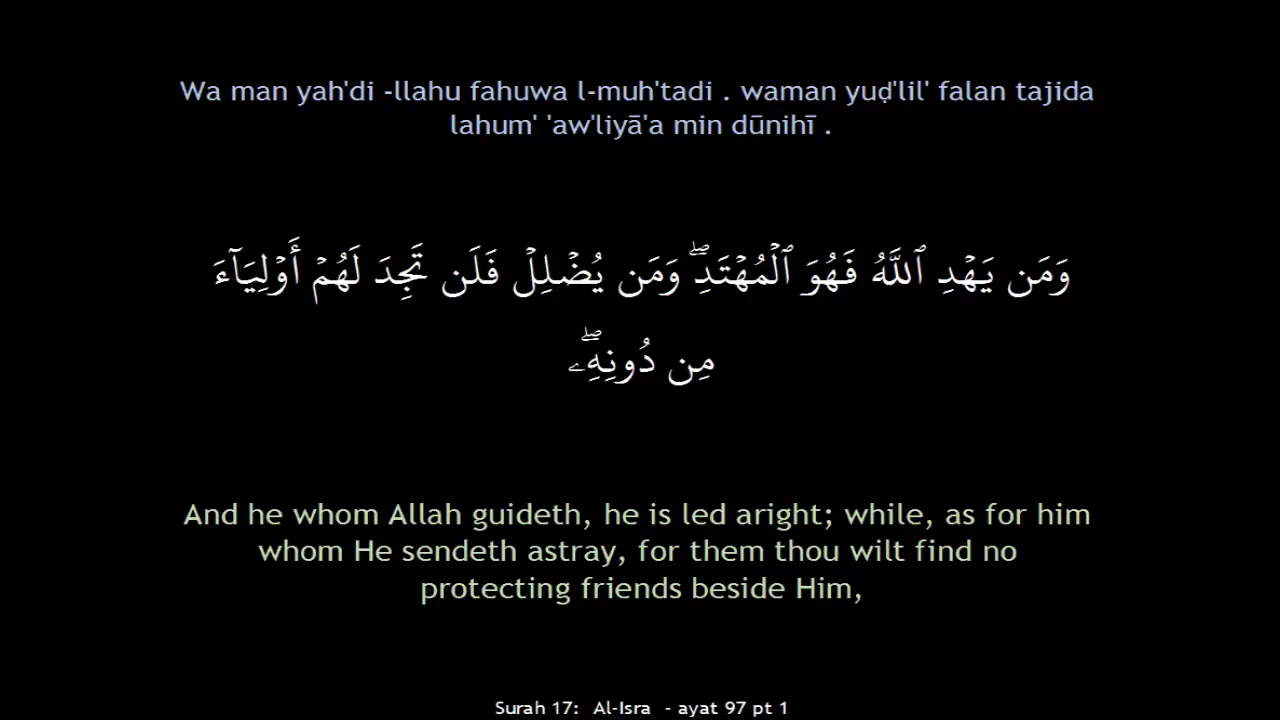 Wa man yah'di -llahu fahuwa l-muh'tadi . waman yuḍ'lil' falan tajida
lahum' 'aw'liyā'a min dūnihī .
وَمَن يَهْدِ ٱللَّهُ فَهُوَ ٱلْمُهْتَدِ ۖ وَمَن يُضْلِلْ فَلَن تَجِدَ لَهُمْ أَوْلِيَآءَ
مِن دُونِهِۦ ۖ
And he whom Allah guideth, he is led aright; while, as for him
whom He sendeth astray, for them thou wilt find no
protecting friends beside Him,
Surah 17: Al-Isra - ayat 97 pt 1